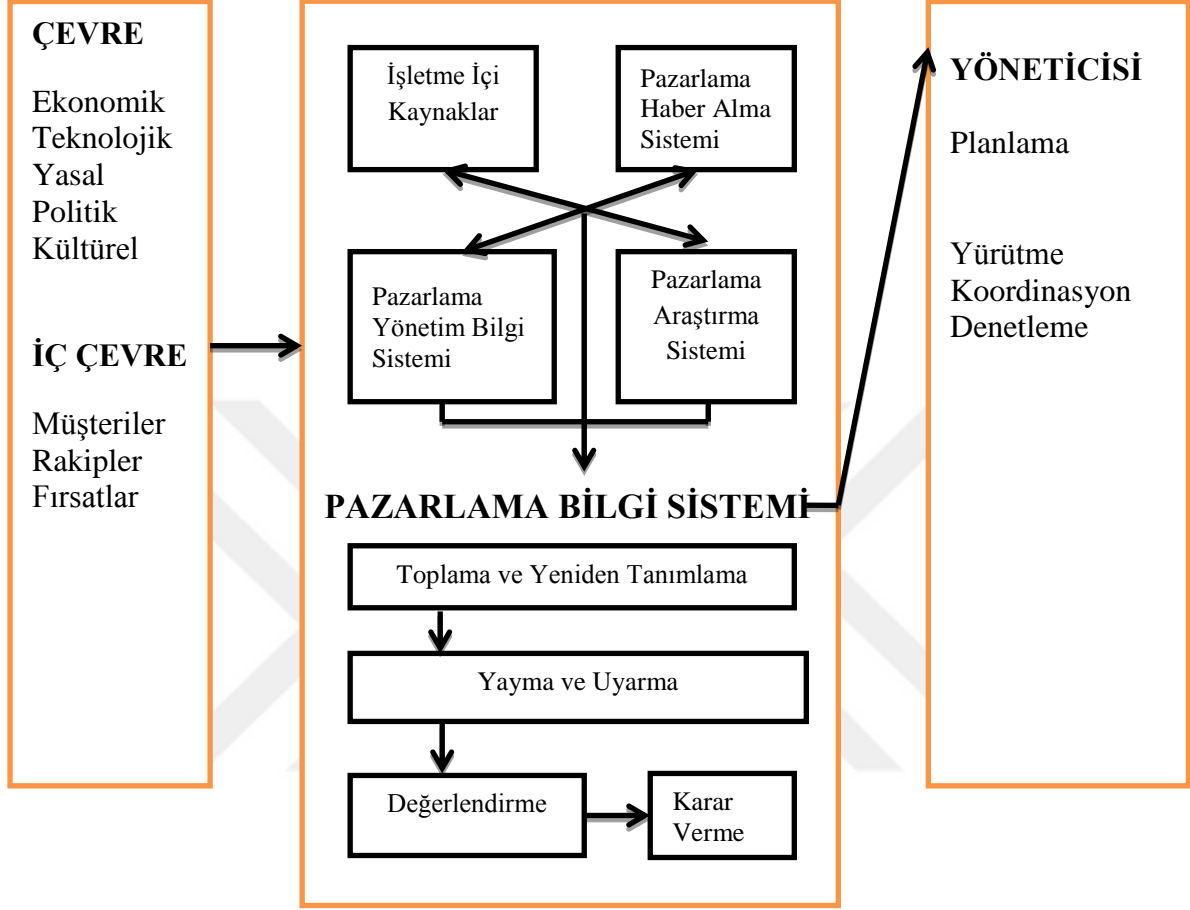 ÇEVRE
Ekonomik
Teknolojik
Yasal
Politik
Kültürel
İÇ ÇEVRE
Müşteriler
Rakipler
Fırsatlar
İşletme İçi
Kaynaklar
Pazarlama
Haber Alma
Sistemi
Pazarlama
Yönetim Bilgi
Sistemi
Pazarlama
Araştırma
Sistemi
PAZARLAMA BİLGİ SİSTEMİ
Toplama ve Yeniden Tanımlama
Yayma ve Uyarma
Değerlendirme
Karar
Verme
YÖNETİCİSİ
Planlama
Yürütme
Koordinasyon
Denetleme